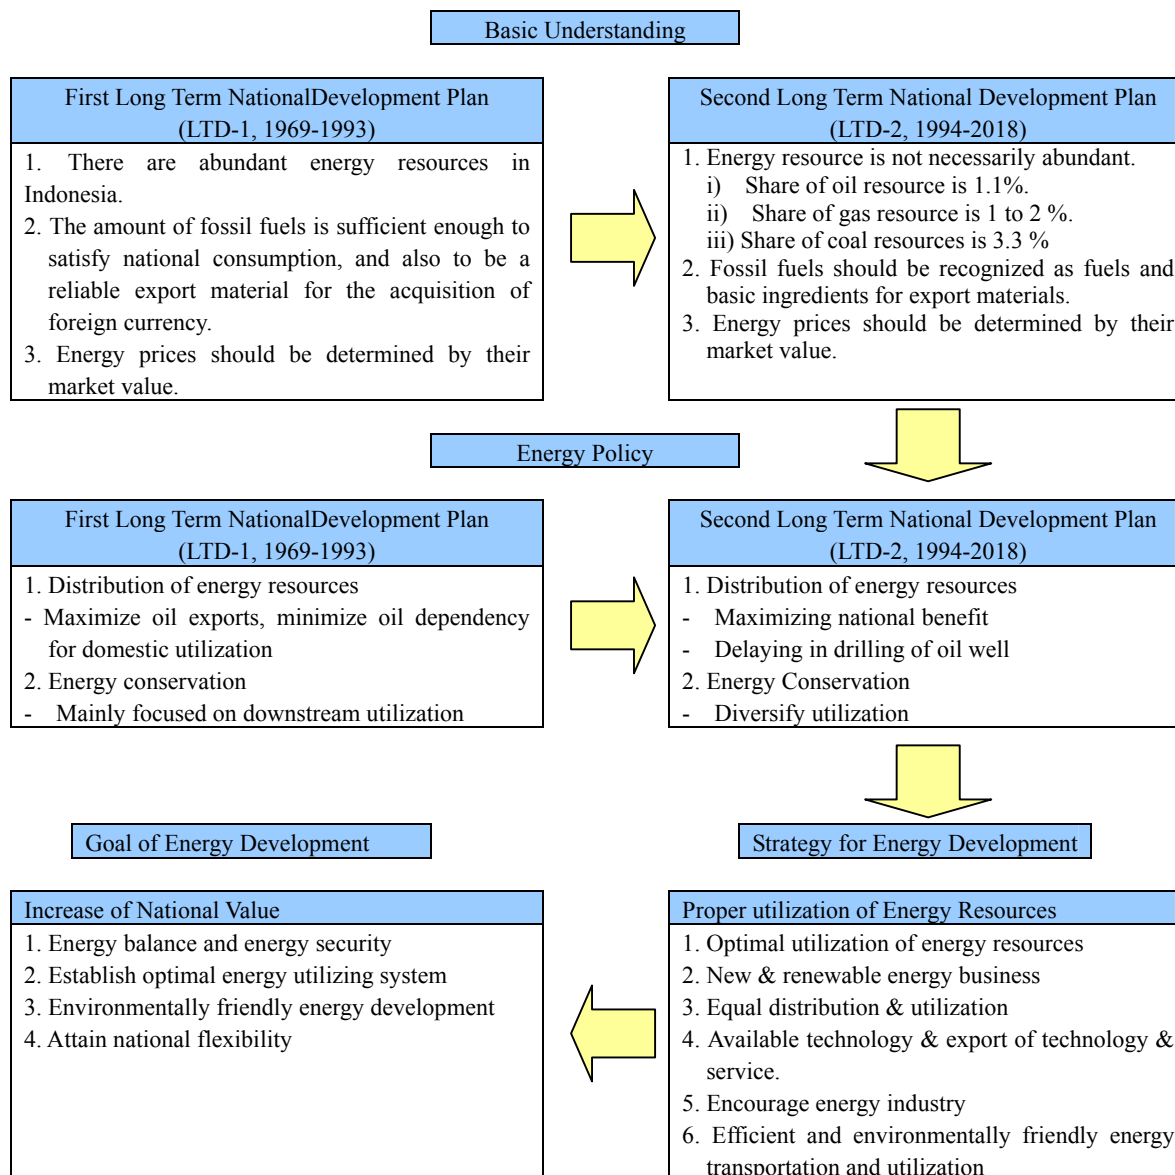 Basic Understanding
First Long Term NationalDevelopment Plan
(LTD-1, 1969-1993)
1. There are abundant energy resources in
Indonesia.
2. The amount of fossil fuels is sufficient enough to
satisfy national consumption, and also to be a
reliable export material for the acquisition of
foreign currency.
3. Energy prices should be determined by their
market value.
Second Long Term National Development Plan
(LTD-2, 1994-2018)
1. Energy resource is not necessarily abundant.
i) Share of oil resource is 1.1%.
ii) Share of gas resource is 1 to 2 %.
iii) Share of coal resources is 3.3 %
2. Fossil fuels should be recognized as fuels and
basic ingredients for export materials.
3. Energy prices should be determined by their
market value.
Energy Policy
First Long Term NationalDevelopment Plan
(LTD-1, 1969-1993)
1. Distribution of energy resources
- Maximize oil exports, minimize oil dependency
for domestic utilization
2. Energy conservation
- Mainly focused on downstream utilization
Second Long Term National Development Plan
(LTD-2, 1994-2018)
1. Distribution of energy resources
- Maximizing national benefit
- Delaying in drilling of oil well
2. Energy Conservation
- Diversify utilization
Goal of Energy Development
Increase of National Value
1. Energy balance and energy security
2. Establish optimal energy utilizing system
3. Environmentally friendly energy development
4. Attain national flexibility
Strategy for Energy Development
Proper utilization of Energy Resources
1. Optimal utilization of energy resources
2. New & renewable energy business
3. Equal distribution & utilization
4. Available technology & export of technology &
service.
5. Encourage energy industry
6. Efficient and environmentally friendly energy
transportation and utilization